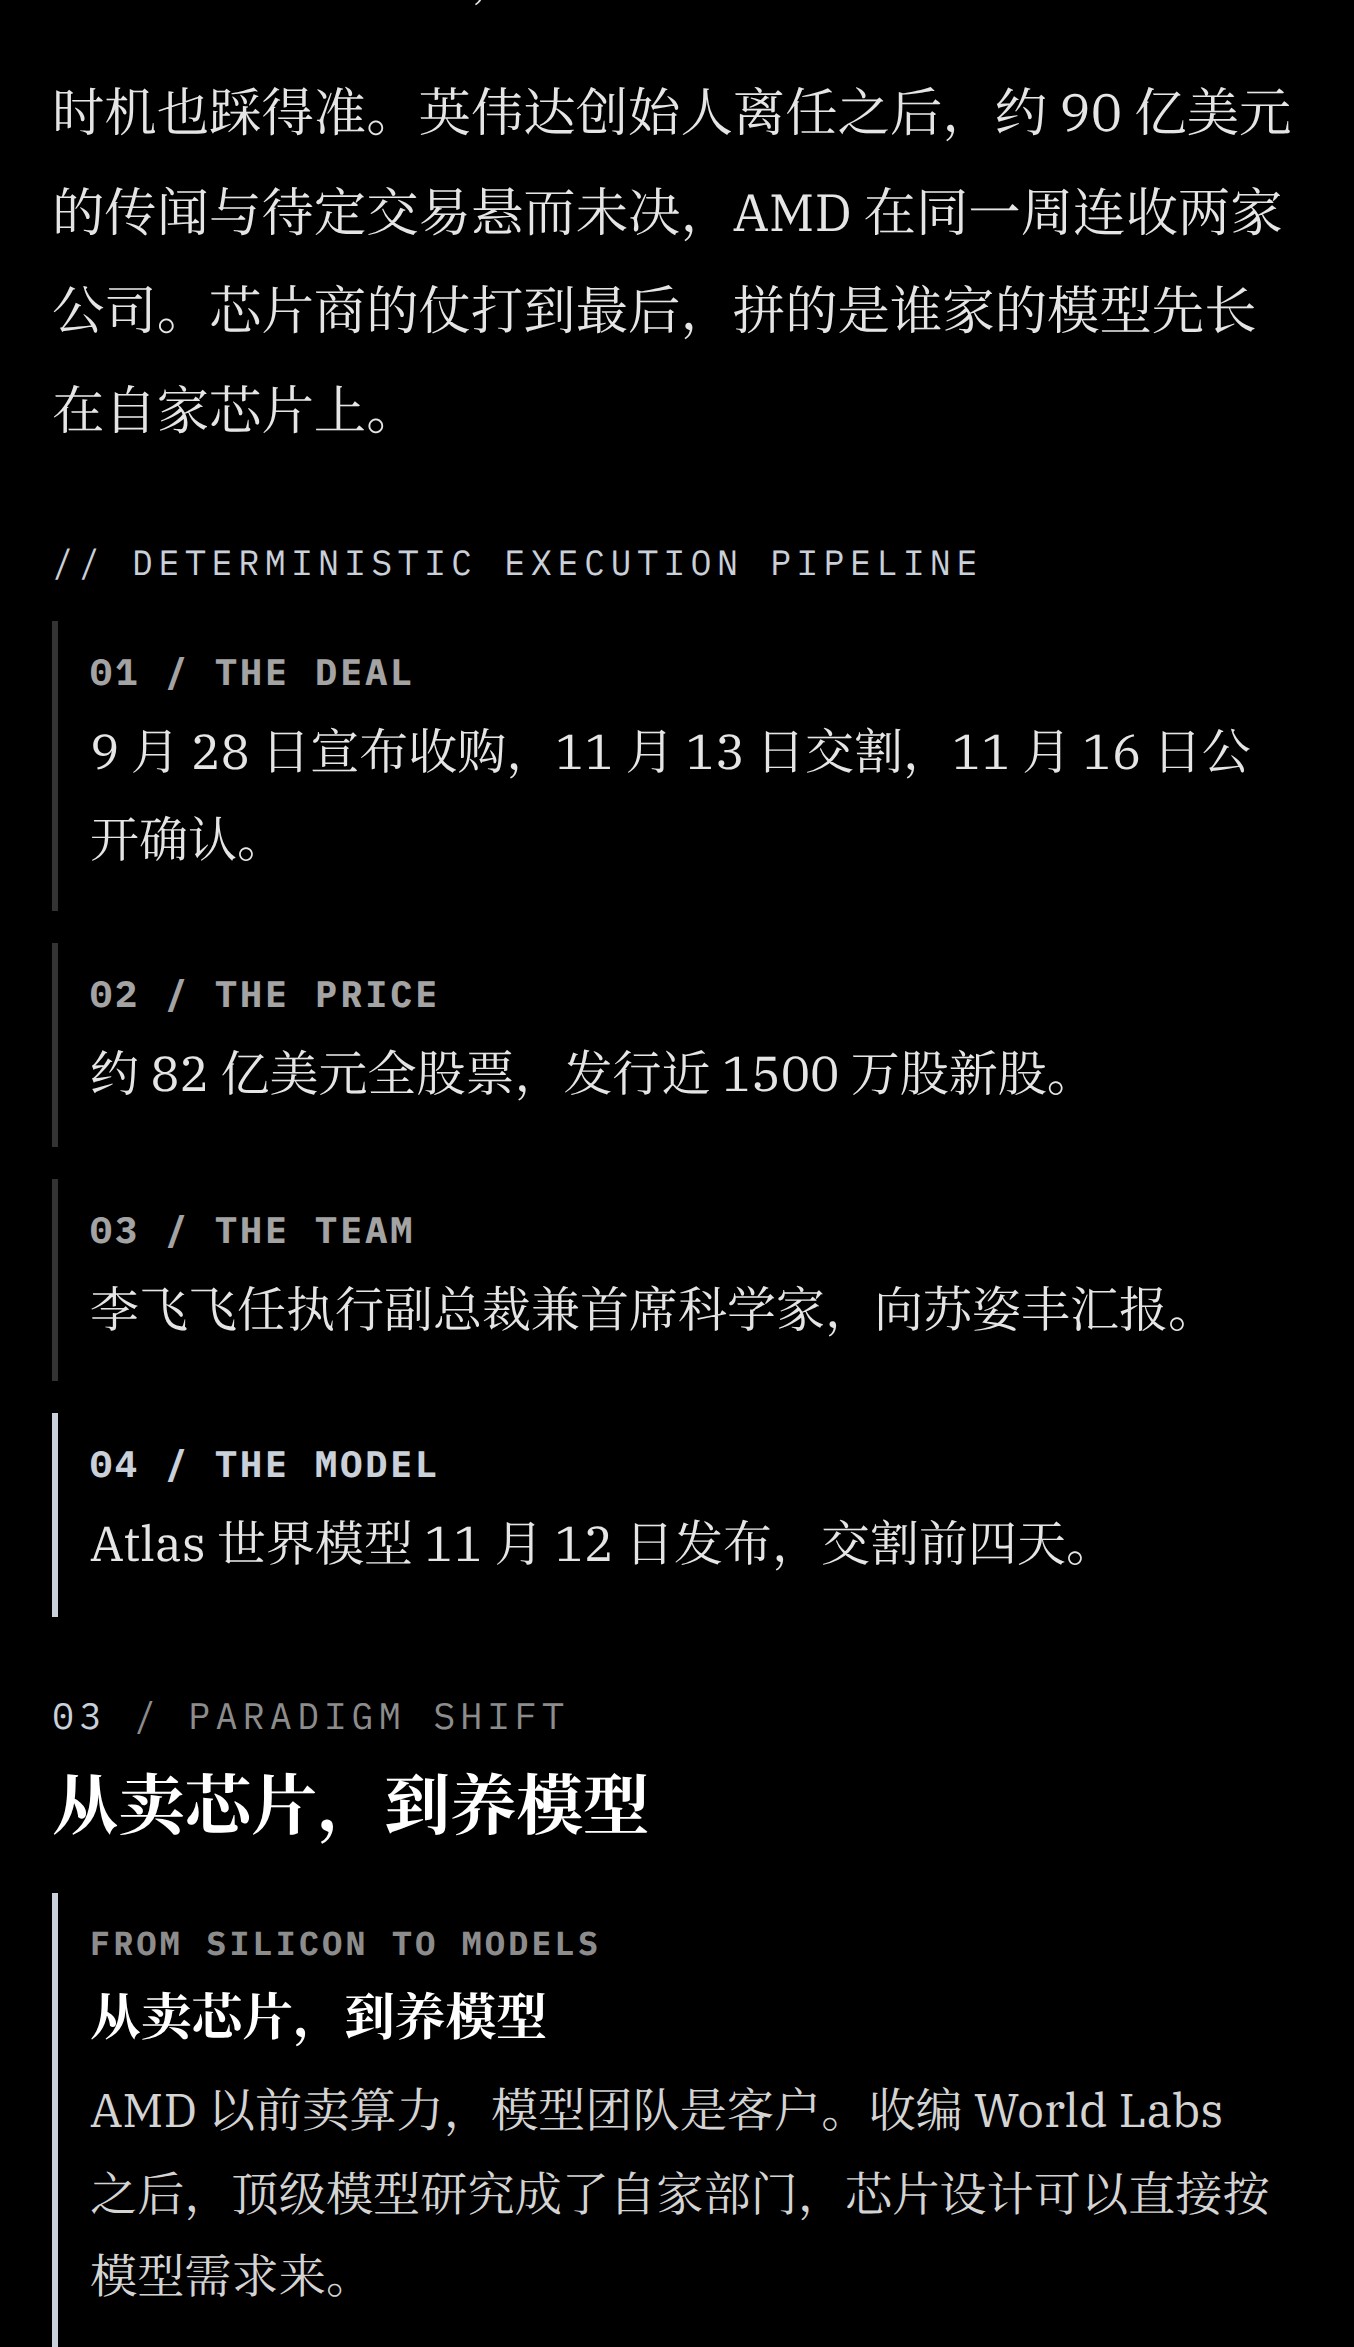 时机也踩得准。英伟达创始人离任之后，约 90 亿美元
的传闻与待定交易悬而未决，AMD 在同一周连收两家
公司。芯片商的仗打到最后，拼的是谁家的模型先长
在自家芯片上。
// DETERMINISTIC EXECUTION PIPELINE
01 / THE DEAL
9 月 28 日宣布收购，11 月 13 日交割，11 月 16 日公
开确认。
02 / THE PRICE
约 82 亿美元全股票，发行近 1500 万股新股。
03 / THE TEAM
李飞飞任执行副总裁兼首席科学家，向苏姿丰汇报。
04 / THE MODEL
Atlas 世界模型 11 月 12 日发布，交割前四天。
03 / PARADIGM SHIFT
从卖芯片，到养模型
FROM SILICON TO MODELS
从卖芯片，到养模型
AMD 以前卖算力，模型团队是客户。收编 World Labs
之后，顶级模型研究成了自家部门，芯片设计可以直接按
模型需求来。